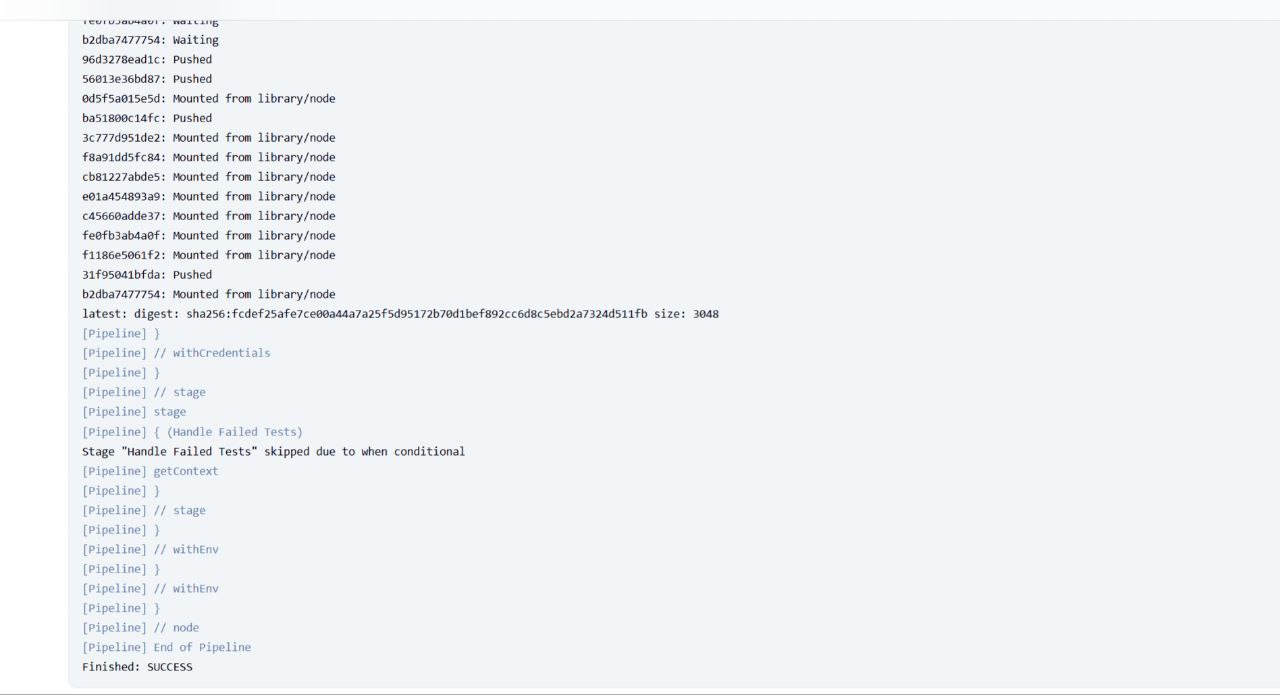 fe0fb3ab4a0f: Waiting
b2dba7477754: Waiting
96d3278ead1c: Pushed
56013e36bd87: Pushed
0d5f5a015e5d: Mounted from library/node
ba51800c14fc: Pushed
3c777d951de2: Mounted from library/node
f8a91dd5fc84: Mounted from library/node
cb81227abde5: Mounted from library/node
e01a454893a9: Mounted from library/node
c45660adde37: Mounted from library/node
fe0fb3ab4a0f: Mounted from library/node
f1186e5061f2: Mounted from library/node
31f95041bfda: Pushed
b2dba7477754: Mounted from library/node
latest: digest: sha256:fcdef25afe7ce00a44a7a25f5d95172b70d1bef892cc6d8c5ebd2a7324d511fb size: 3048
[Pipeline] }
[Pipeline] // withCredentials
[Pipeline] }
[Pipeline] // stage
[Pipeline] stage
[Pipeline] { (Handle Failed Tests)
Stage "Handle Failed Tests" skipped due to when conditional
[Pipeline] getContext
[Pipeline] }
[Pipeline] // stage
[Pipeline] }
[Pipeline] // withEnv
[Pipeline] }
[Pipeline] // withEnv
[Pipeline] }
[Pipeline] // node
[Pipeline] End of Pipeline
Finished: SUCCESS